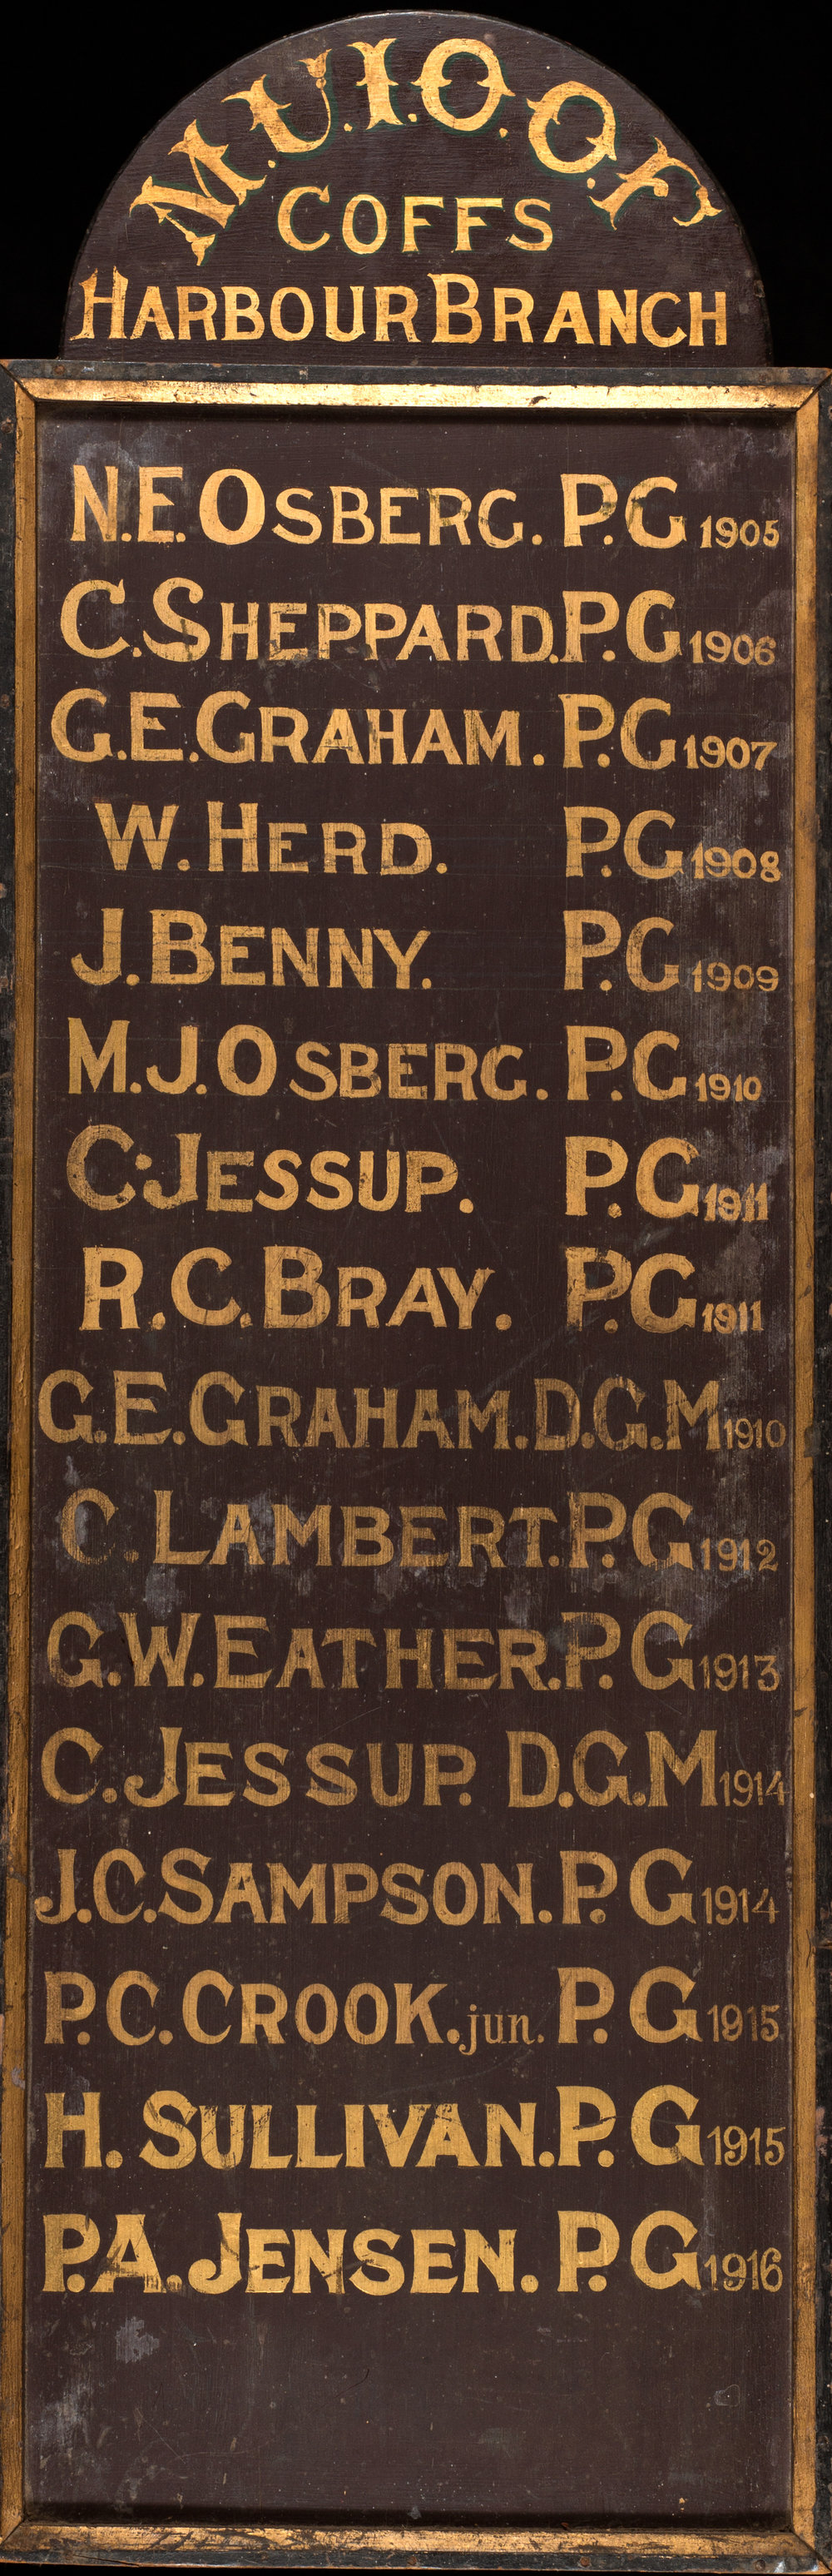 M.U.I.O.O.F
COFFS
HARBOUR BRANCH
N.E. OSBERG. P.G 1905
C. SHEPPARD. P.G 1906
G.E. GRAHAM. P.G 1907
W. HERD. P.G 1908
J. BENNY. P.G 1909
M.J. OSBERG. P.G 1910
C. JESSUP. P.G 1911
R.C. BRAY. P.G 1911
G.E. GRAHAM. D.G.M 1910
C. LAMBERT. P.G 1912
G.W. EATHER. P.G 1913
C. JESSUP. D.G.M 1914
J.C. SAMPSON. P.G 1914
P.C. CROOK. jun. P.G 1915
H. SULLIVAN. P.G 1915
P.A. JENSEN. P.G 1916